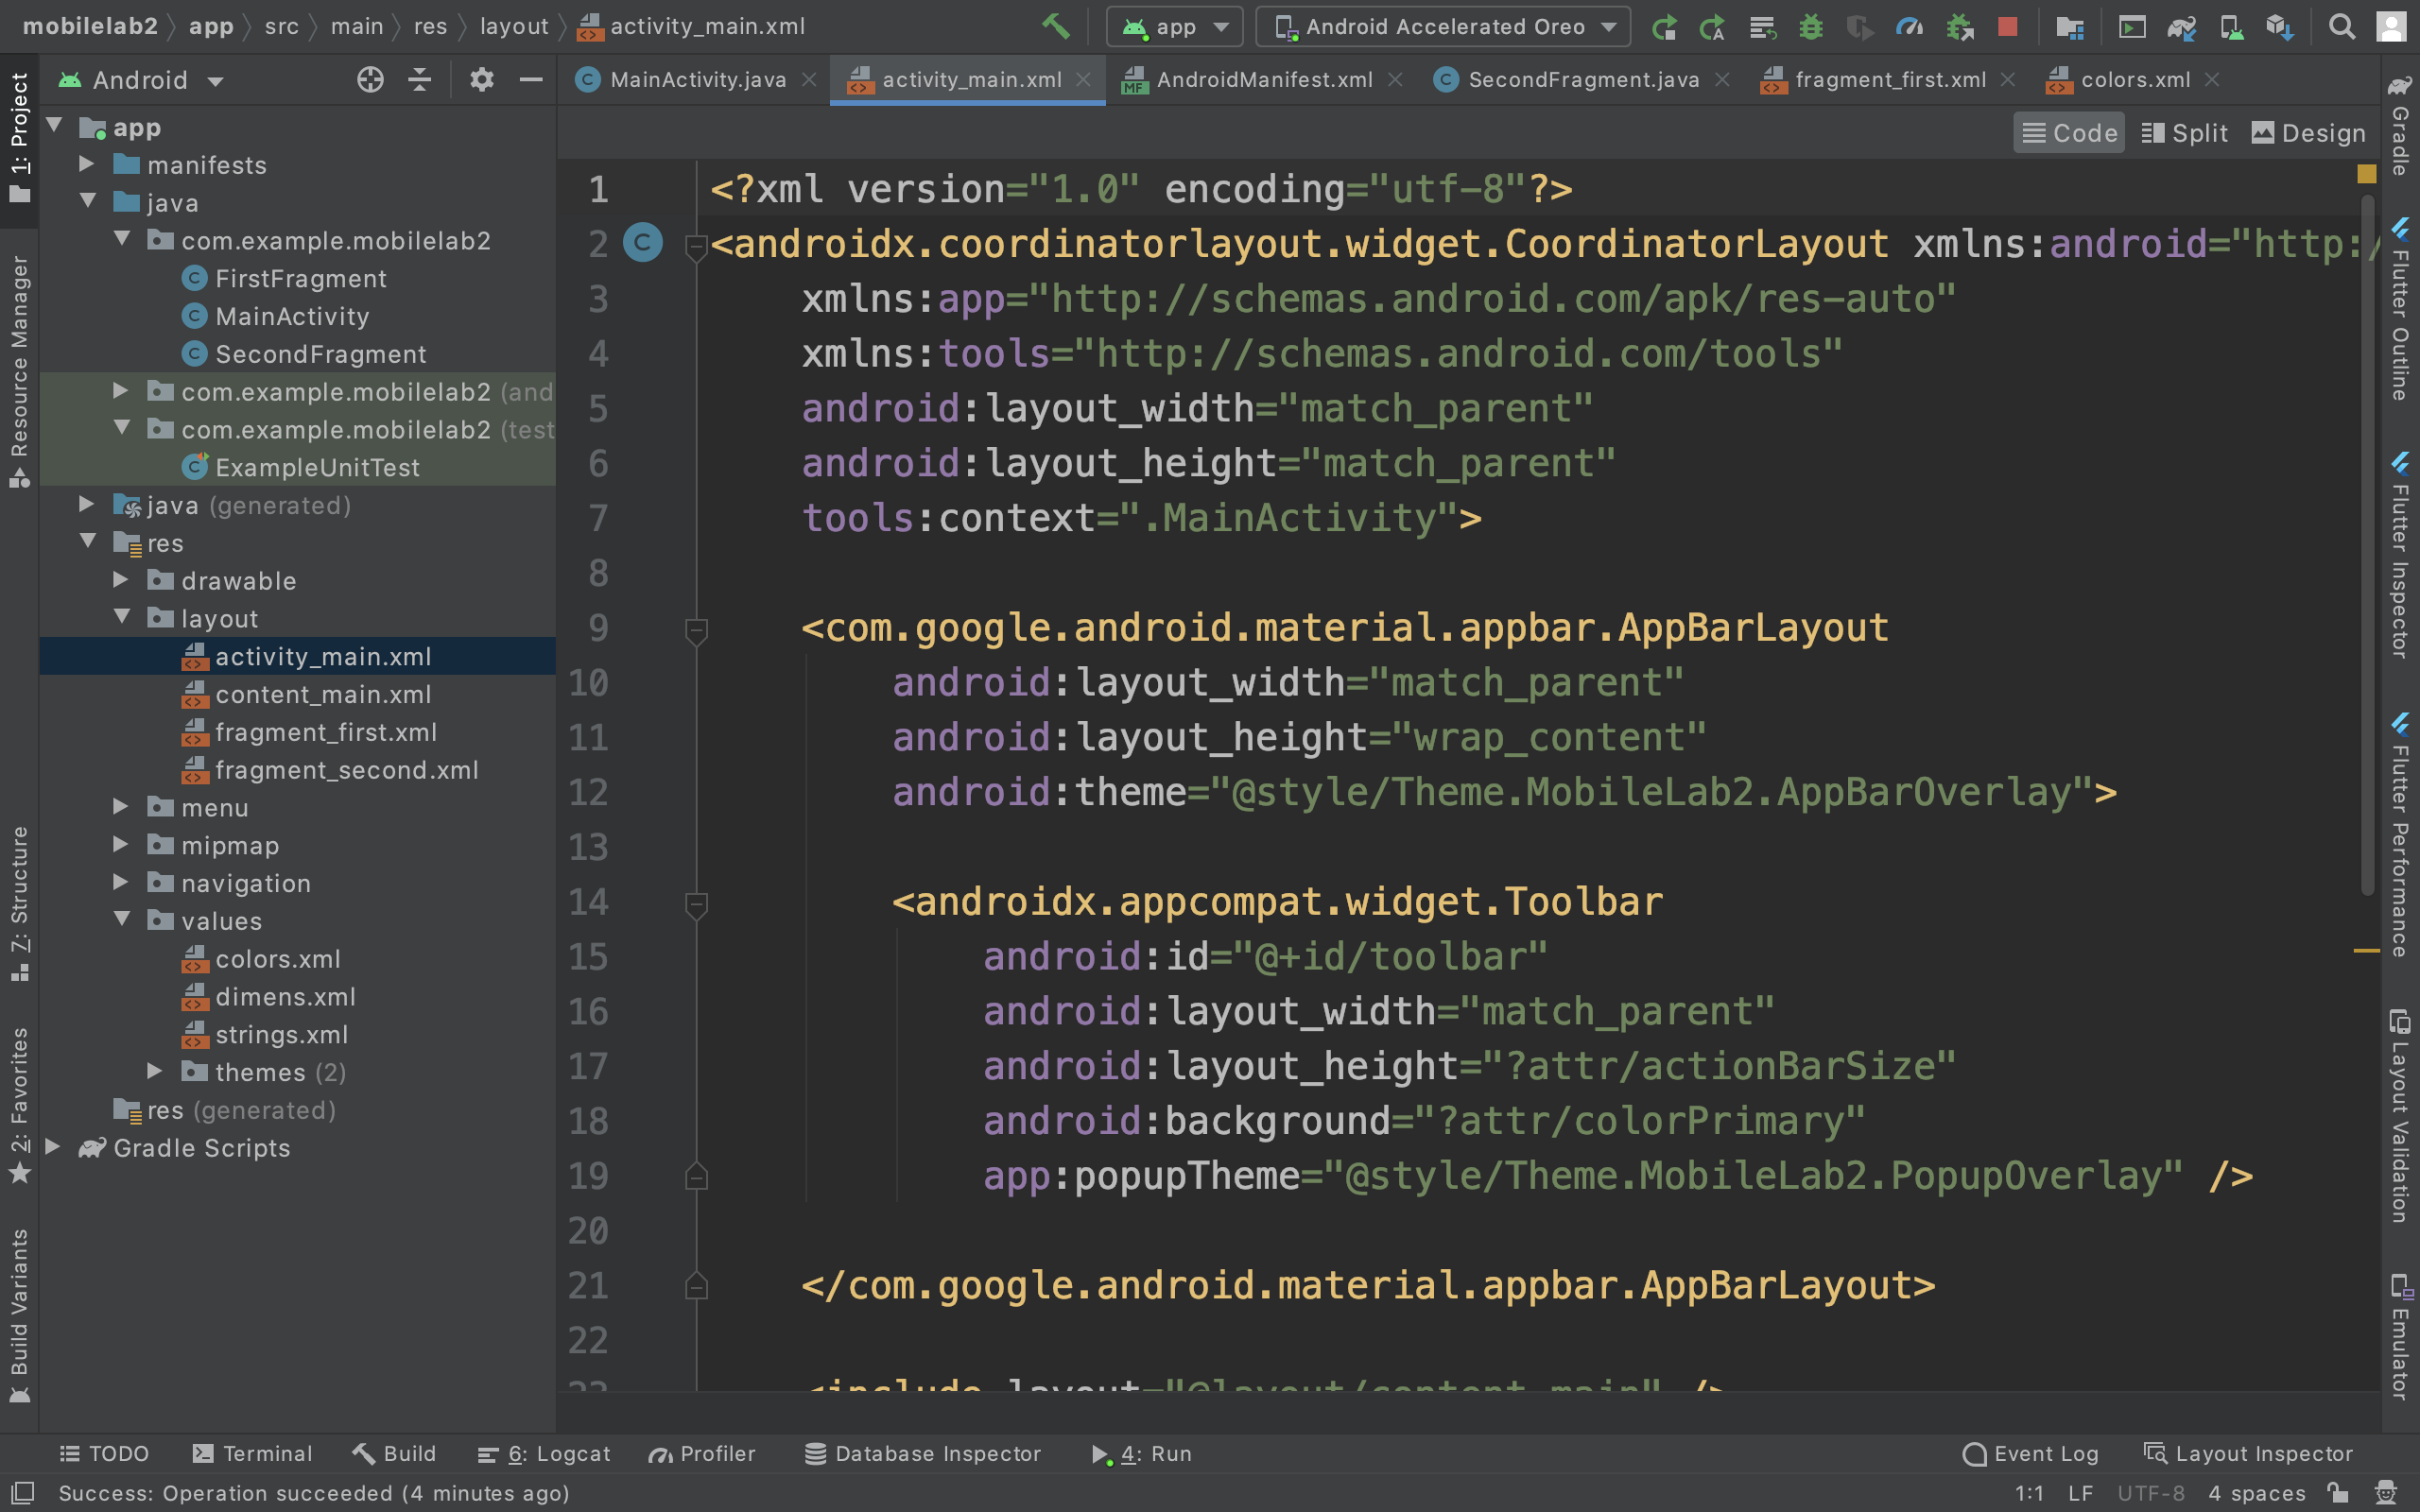 mobilelab2 app src main res layout activity_main.xml app Android Accelerated Oreo
Android MainActivity.java activity_main.xml AndroidManifest.xml SecondFragment.java fragment_first.xml colors.xml
Code Split Design
1: Project
Resource Manager
7: Structure
2: Favorites
Build Variants
app
manifests
java
com.example.mobilelab2
FirstFragment
MainActivity
SecondFragment
com.example.mobilelab2 (and
com.example.mobilelab2 (test
ExampleUnitTest
java (generated)
res
drawable
layout
activity_main.xml
content_main.xml
fragment_first.xml
fragment_second.xml
menu
mipmap
navigation
values
colors.xml
dimens.xml
strings.xml
themes (2)
res (generated)
Gradle Scripts
1 <?xml version="1.0" encoding="utf-8"?>
2 <androidx.coordinatorlayout.widget.CoordinatorLayout xmlns:android="http:/
3 xmlns:app="http://schemas.android.com/apk/res-auto"
4 xmlns:tools="http://schemas.android.com/tools"
5 android:layout_width="match_parent"
6 android:layout_height="match_parent"
7 tools:context=".MainActivity">
8
9 <com.google.android.material.appbar.AppBarLayout
10 android:layout_width="match_parent"
11 android:layout_height="wrap_content"
12 android:theme="@style/Theme.MobileLab2.AppBarOverlay">
13
14 <androidx.appcompat.widget.Toolbar
15 android:id="@+id/toolbar"
16 android:layout_width="match_parent"
17 android:layout_height="?attr/actionBarSize"
18 android:background="?attr/colorPrimary"
19 app:popupTheme="@style/Theme.MobileLab2.PopupOverlay" />
20
21 </com.google.android.material.appbar.AppBarLayout>
22
23 <include layout="@layout/content_main" />
Gradle
Flutter Outline
Flutter Inspector
Flutter Performance
Layout Validation
Emulator
TODO Terminal Build 6: Logcat Profiler Database Inspector 4: Run Event Log Layout Inspector
Success: Operation succeeded (4 minutes ago) 1:1 LF UTF-8 4 spaces